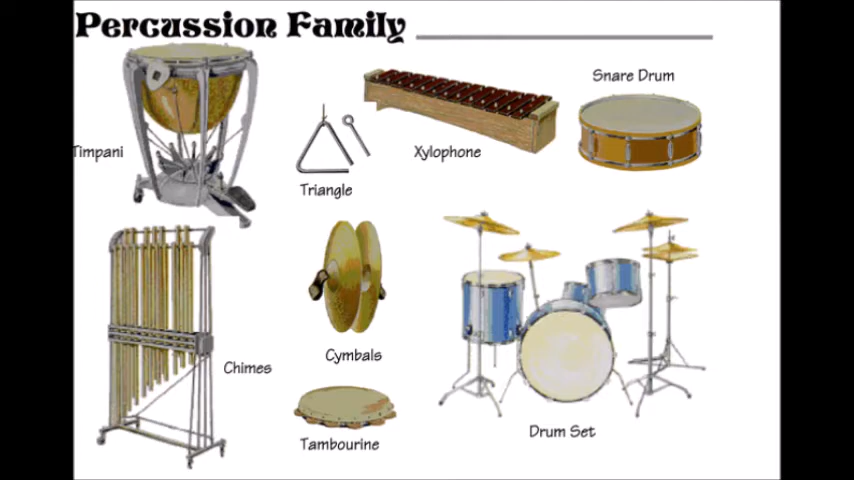 Percussion Family
Snare Drum
Timpani
Xylophone
Triangle
Chimes
Cymbals
Tambourine
Drum Set